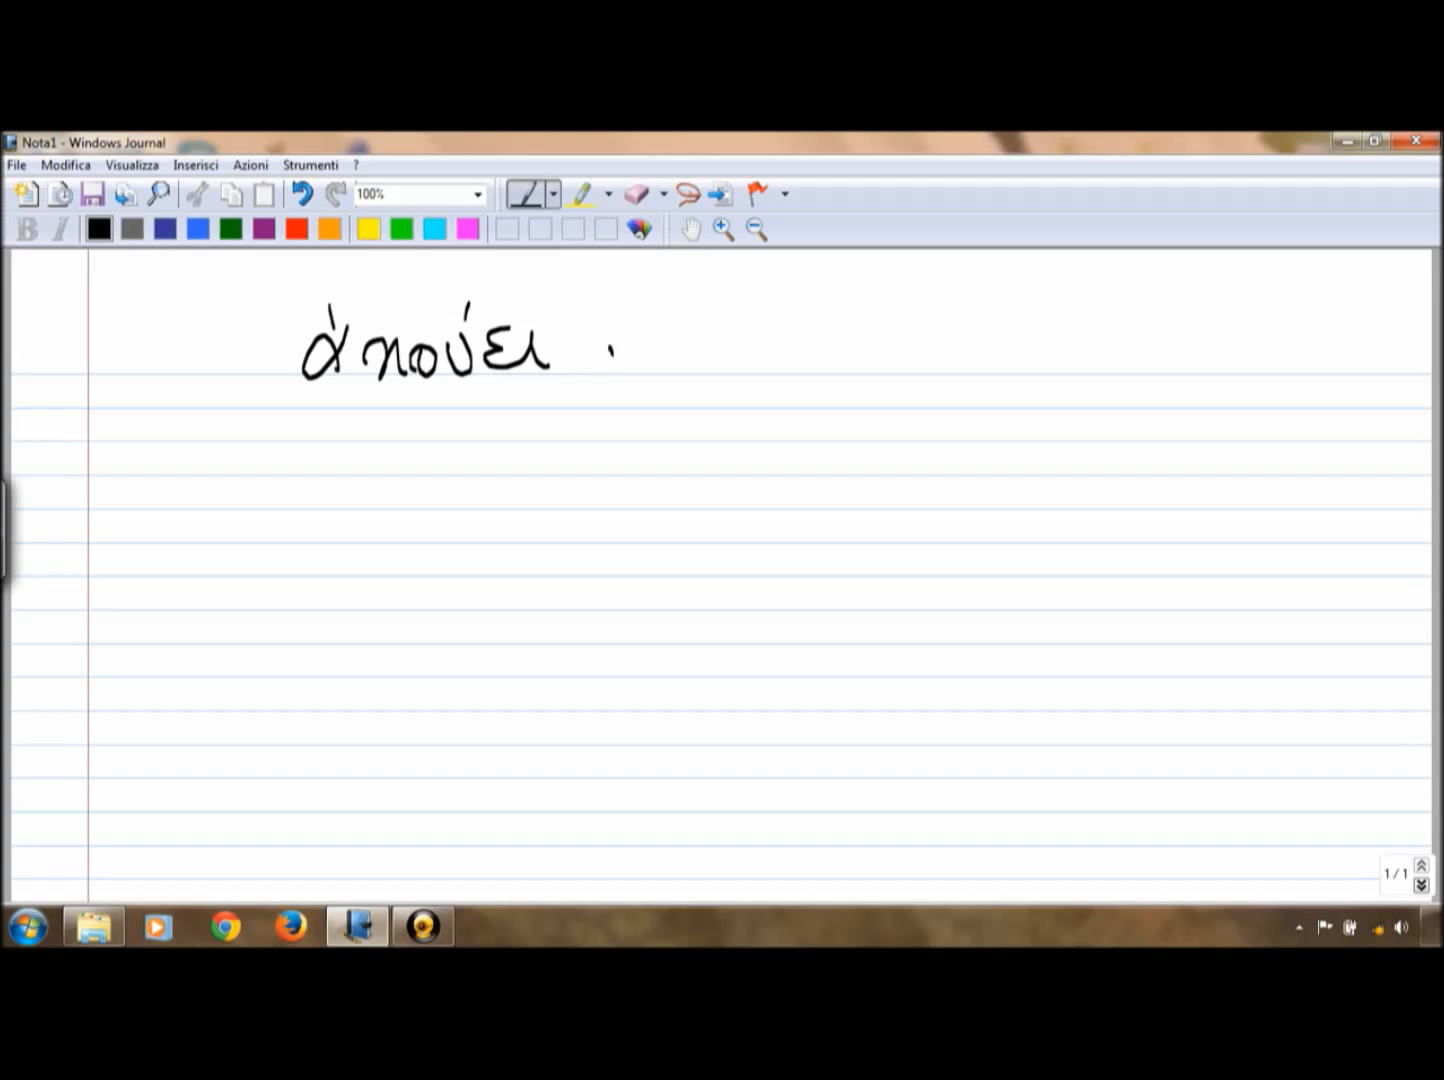 Nota1 - Windows Journal
File Modifica Visualizza Inserisci Azioni Strumenti ?
100%
B I
ἀκούει
1 / 1